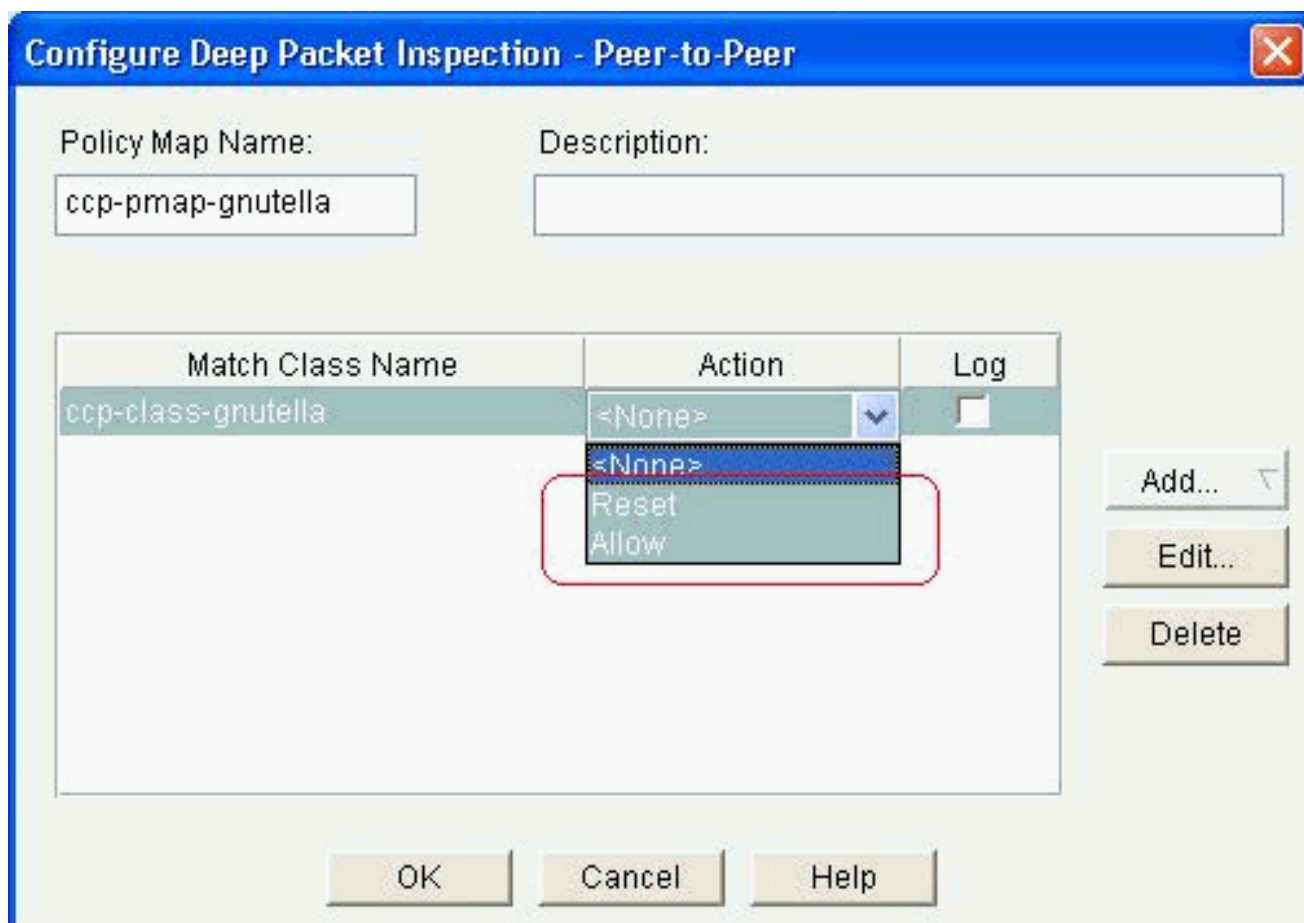 Configure Deep Packet Inspection - Peer-to-Peer
Policy Map Name:
Description:
ccp-pmap-gnutella
Match Class Name
Action
Log
ccp-class-gnutella
<None>
<None>
Reset
Allow
Add...
Edit...
Delete
OK
Cancel
Help